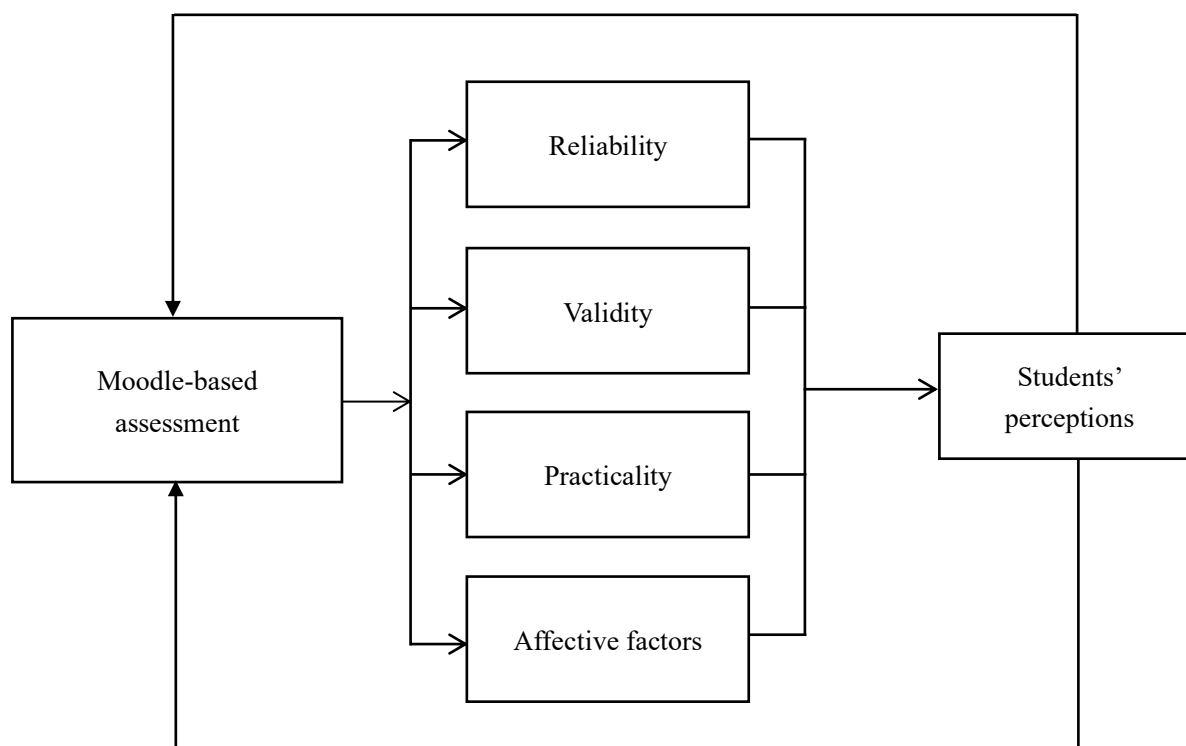 Reliability
Validity
Moodle-based
assessment
Students’
perceptions
Practicality
Affective factors